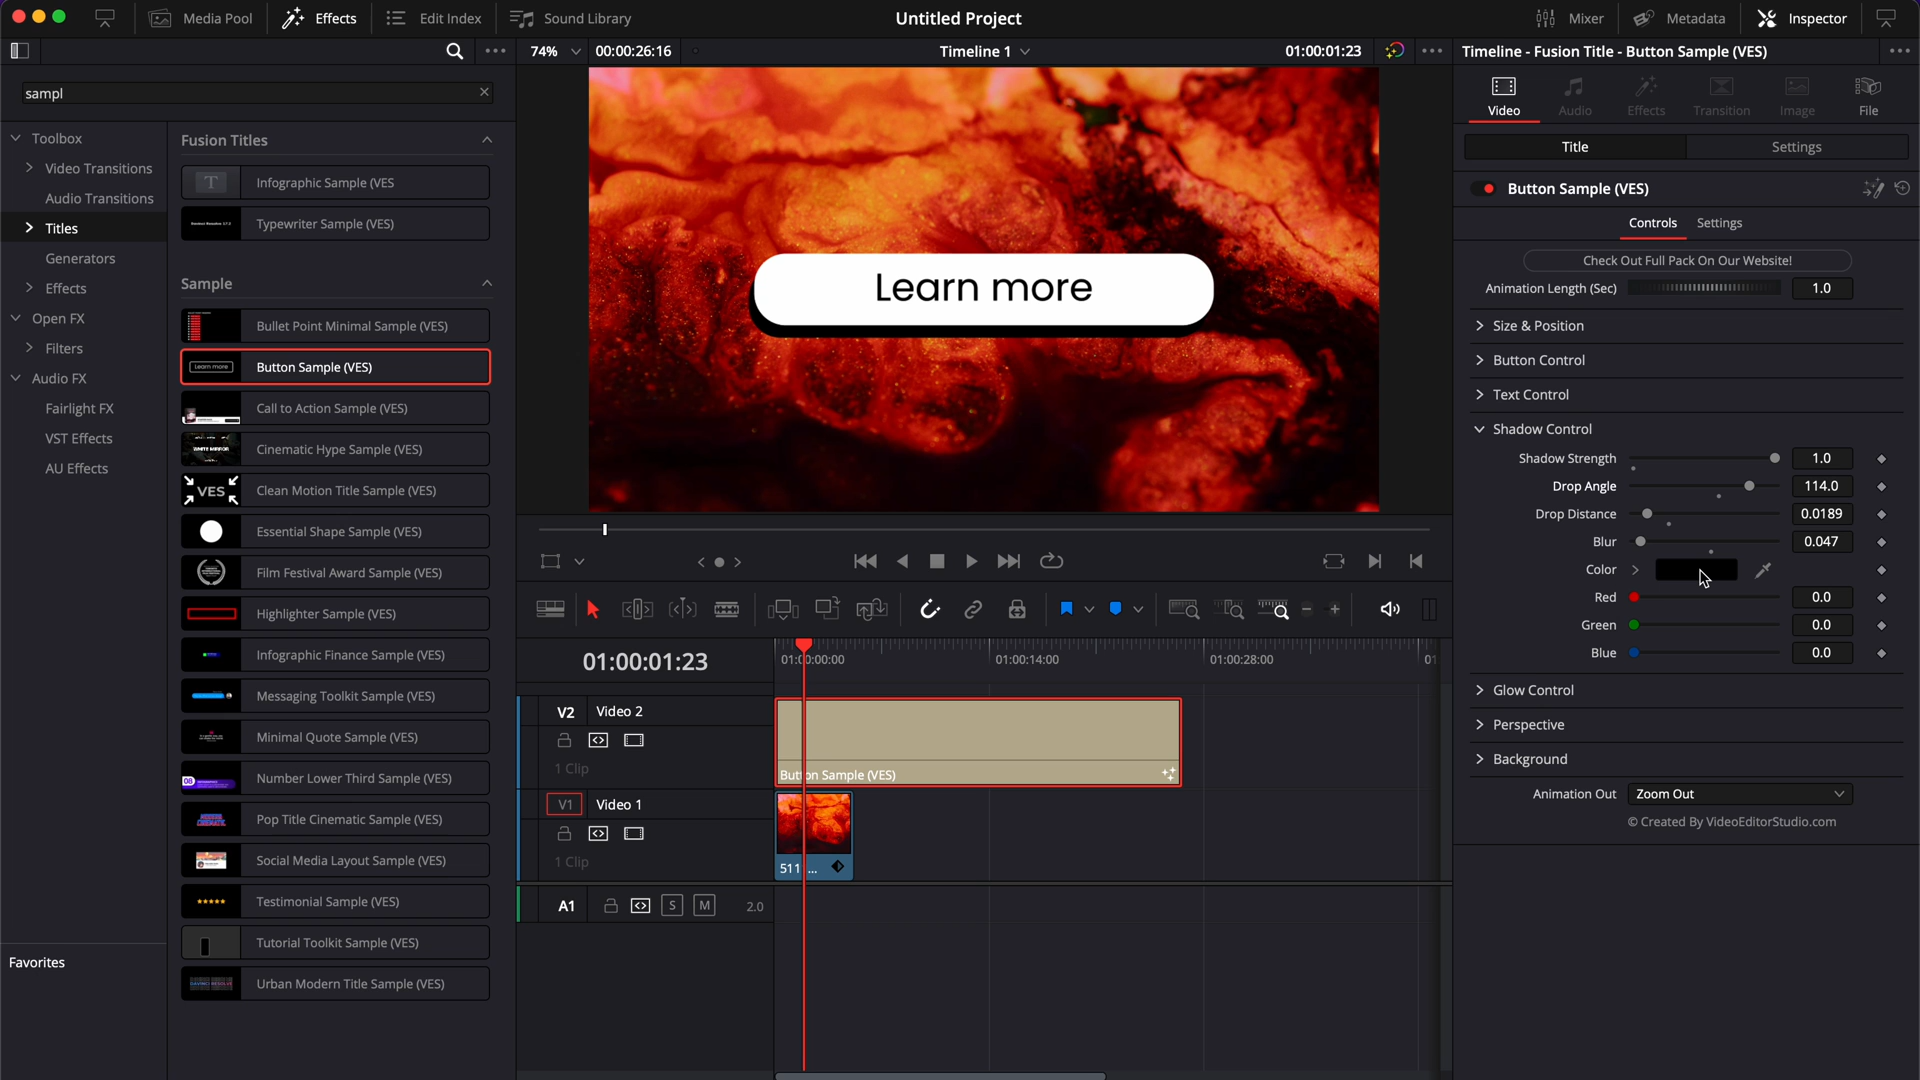 Media Pool
Effects
Edit Index
Sound Library
Untitled Project
Mixer
Metadata
Inspector
74%
00:00:26:16
Timeline 1
01:00:01:23
Timeline - Fusion Title - Button Sample (VES)
sampl
Video
Audio
Effects
Transition
Image
File
Title
Settings
Toolbox
Video Transitions
Audio Transitions
Titles
Generators
Effects
Open FX
Filters
Audio FX
Fairlight FX
VST Effects
AU Effects
Favorites
Fusion Titles
T
Infographic Sample (VES
Typewriter Sample (VES)
Sample
Bullet Point Minimal Sample (VES)
Learn more
Button Sample (VES)
Call to Action Sample (VES)
WHITE MIRROR
Cinematic Hype Sample (VES)
VES
Clean Motion Title Sample (VES)
Essential Shape Sample (VES)
Film Festival Award Sample (VES)
Highlighter Sample (VES)
Infographic Finance Sample (VES)
Messaging Toolkit Sample (VES)
Minimal Quote Sample (VES)
08
Number Lower Third Sample (VES)
Pop Title Cinematic Sample (VES)
Social Media Layout Sample (VES)
Testimonial Sample (VES)
Tutorial Toolkit Sample (VES)
Urban Modern Title Sample (VES)
Learn more
Button Sample (VES)
Controls
Settings
Check Out Full Pack On Our Website!
Animation Length (Sec)
1.0
Size & Position
Button Control
Text Control
Shadow Control
Shadow Strength
1.0
Drop Angle
114.0
Drop Distance
0.0189
Blur
0.047
Color
Red
0.0
Green
0.0
Blue
0.0
Glow Control
Perspective
Background
Animation Out
Zoom Out
© Created By VideoEditorStudio.com
01:00:01:23
01:00:00:00
01:00:14:00
01:00:28:00
01
V2
Video 2
1 Clip
Button Sample (VES)
V1
Video 1
1 Clip
511 ...
A1
S
M
2.0